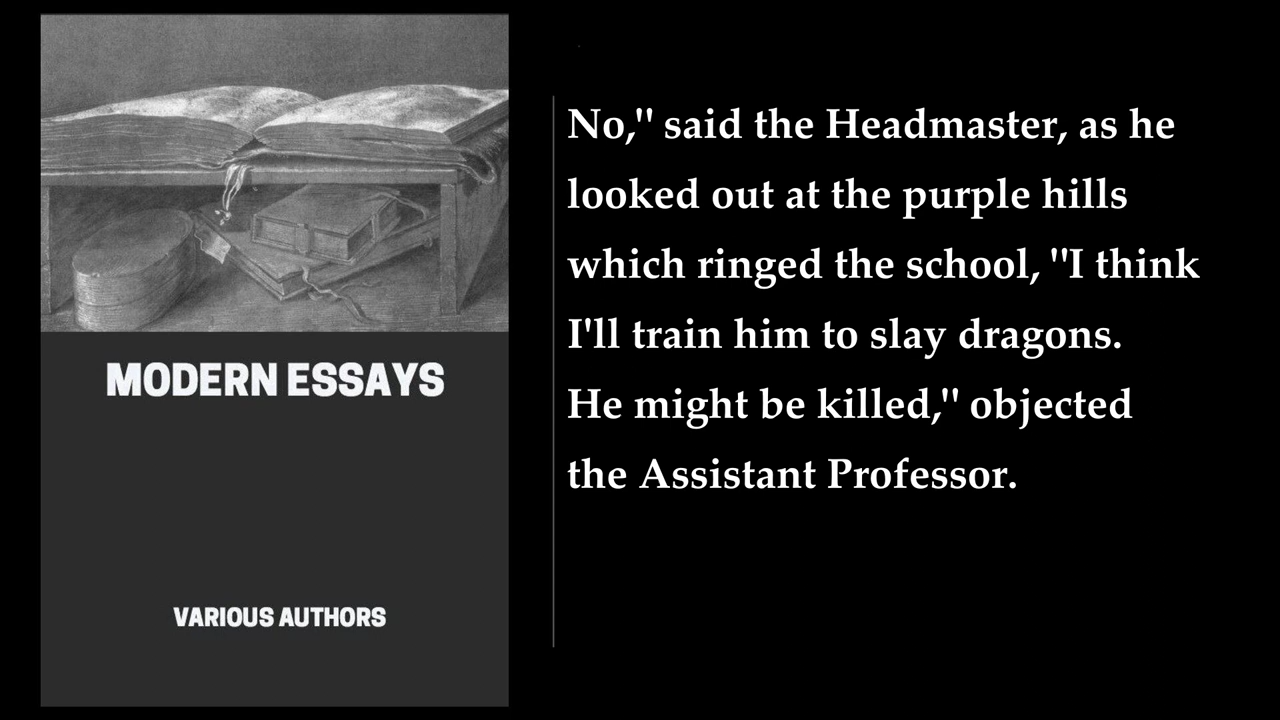 MODERN ESSAYS
VARIOUS AUTHORS
No," said the Headmaster, as he
looked out at the purple hills
which ringed the school, "I think
I'll train him to slay dragons.
He might be killed," objected
the Assistant Professor.